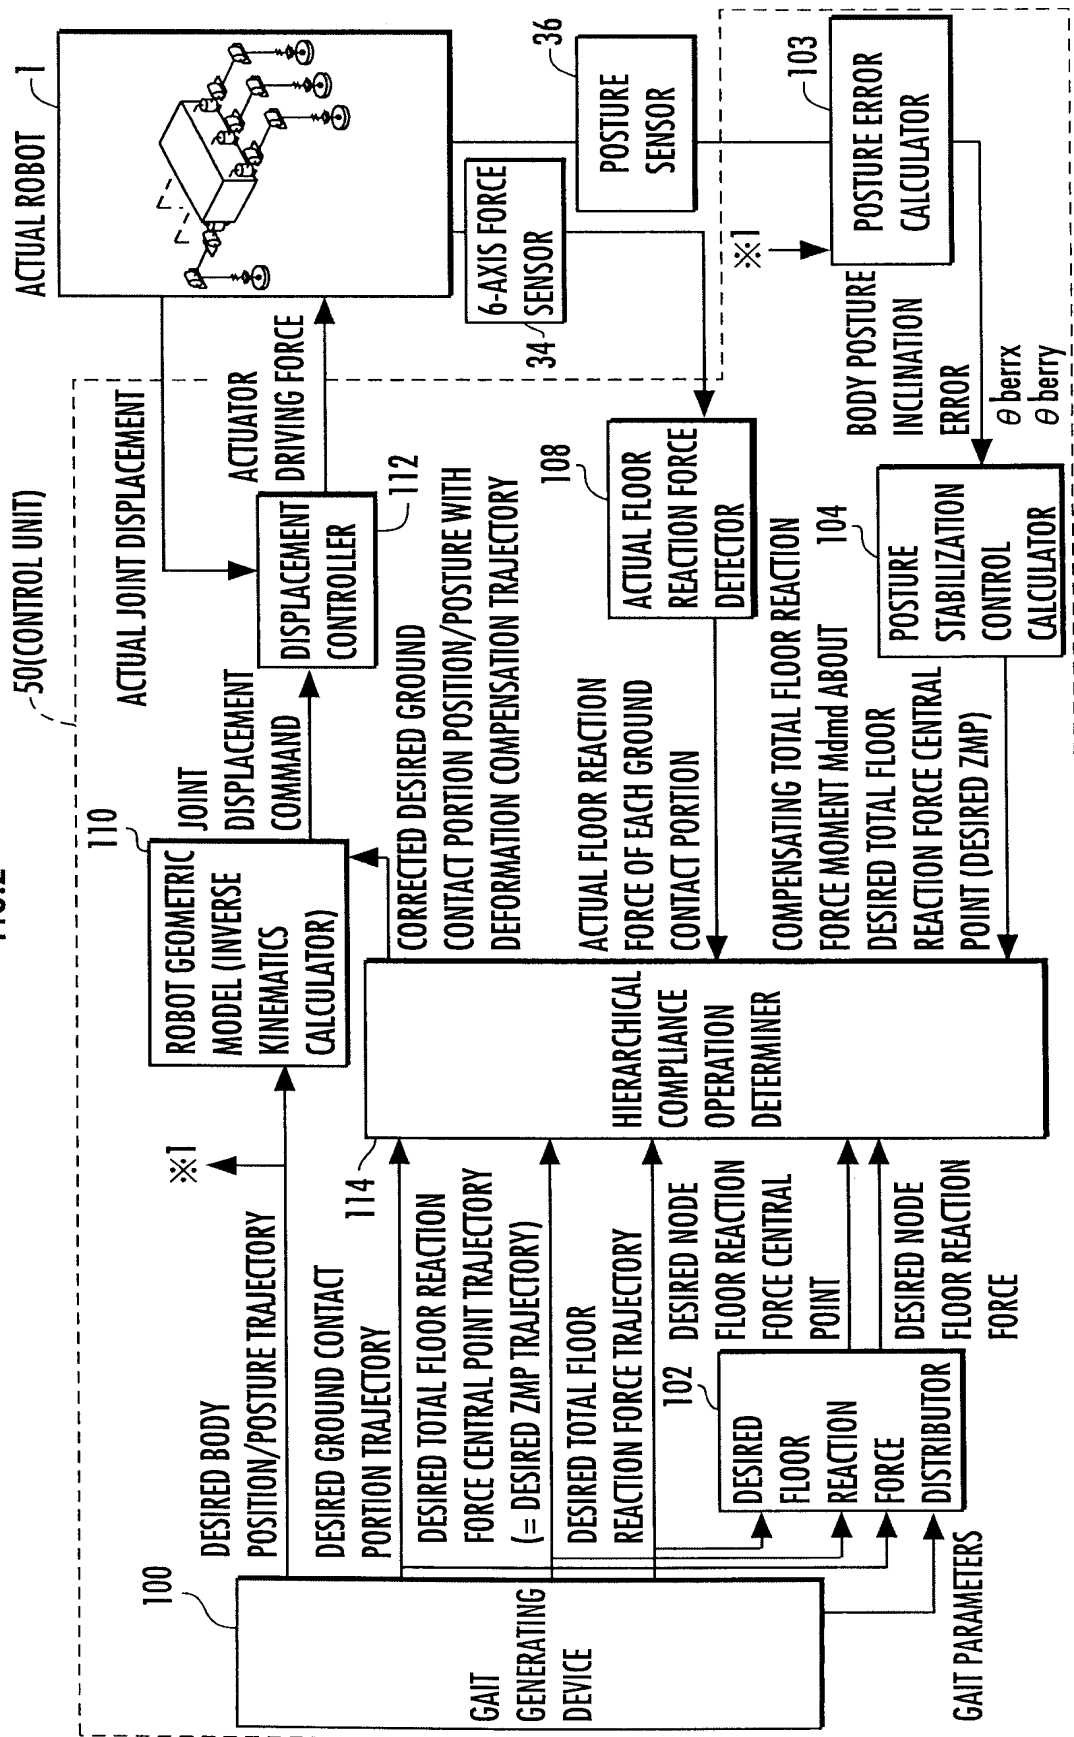 50(CONTROL UNIT)
ACTUAL ROBOT
1
ACTUAL JOINT DISPLACEMENT
ACTUATOR
DRIVING FORCE
DISPLACEMENT
CONTROLLER
112
JOINT
DISPLACEMENT
COMMAND
110
ROBOT GEOMETRIC
MODEL (INVERSE
KINEMATICS
CALCULATOR)
※1
DESIRED BODY
POSITION/POSTURE TRAJECTORY
100
GAIT
GENERATING
DEVICE
DESIRED GROUND CONTACT
PORTION TRAJECTORY
DESIRED TOTAL FLOOR REACTION
FORCE CENTRAL POINT TRAJECTORY
(= DESIRED ZMP TRAJECTORY)
DESIRED TOTAL FLOOR
REACTION FORCE TRAJECTORY
GAIT PARAMETERS
102
DESIRED
FLOOR
REACTION
FORCE
DISTRIBUTOR
DESIRED NODE
FLOOR REACTION
FORCE CENTRAL
POINT
DESIRED NODE
FLOOR REACTION
FORCE
114
HIERARCHICAL
COMPLIANCE
OPERATION
DETERMINER
CORRECTED DESIRED GROUND
CONTACT PORTION POSITION/POSTURE WITH
DEFORMATION COMPENSATION TRAJECTORY
ACTUAL FLOOR REACTION
FORCE OF EACH GROUND
CONTACT PORTION
COMPENSATING TOTAL FLOOR REACTION
FORCE MOMENT Mdmd ABOUT
DESIRED TOTAL FLOOR
REACTION FORCE CENTRAL
POINT (DESIRED ZMP)
108
ACTUAL FLOOR
REACTION FORCE
DETECTOR
104
POSTURE
STABILIZATION
CONTROL
CALCULATOR
6-AXIS FORCE
SENSOR
34
36
POSTURE
SENSOR
103
POSTURE ERROR
CALCULATOR
※1
BODY POSTURE
INCLINATION
ERROR
θ berrx
θ berry